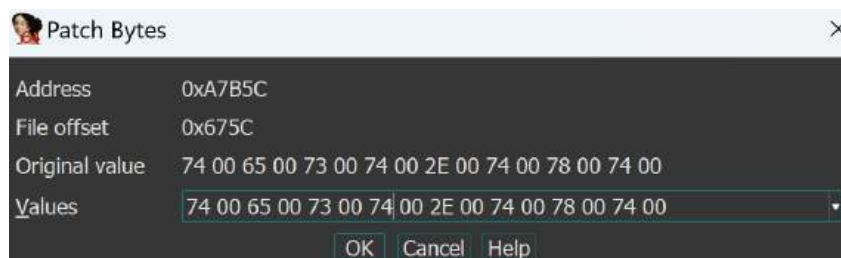 Patch Bytes
Address 0xA7B5C
File offset 0x675C
Original value 74 00 65 00 73 00 74 00 2E 00 74 00 78 00 74 00
Values 74 00 65 00 73 00 74 00 2E 00 74 00 78 00 74 00
OK Cancel Help